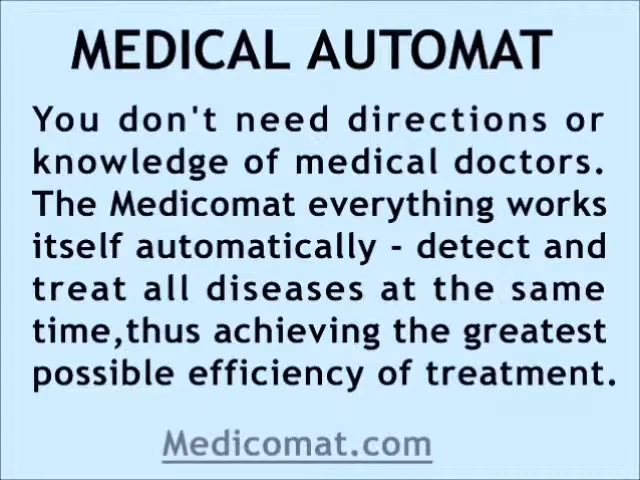 MEDICAL AUTOMAT
You don't need directions or
knowledge of medical doctors.
The Medicomat everything works
itself automatically - detect and
treat all diseases at the same
time,thus achieving the greatest
possible efficiency of treatment.
Medicomat.com